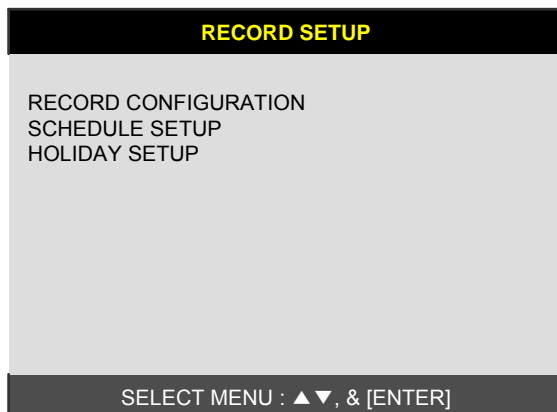 RECORD SETUP
RECORD CONFIGURATION
SCHEDULE SETUP
HOLIDAY SETUP
SELECT MENU : ▲▼, & [ENTER]